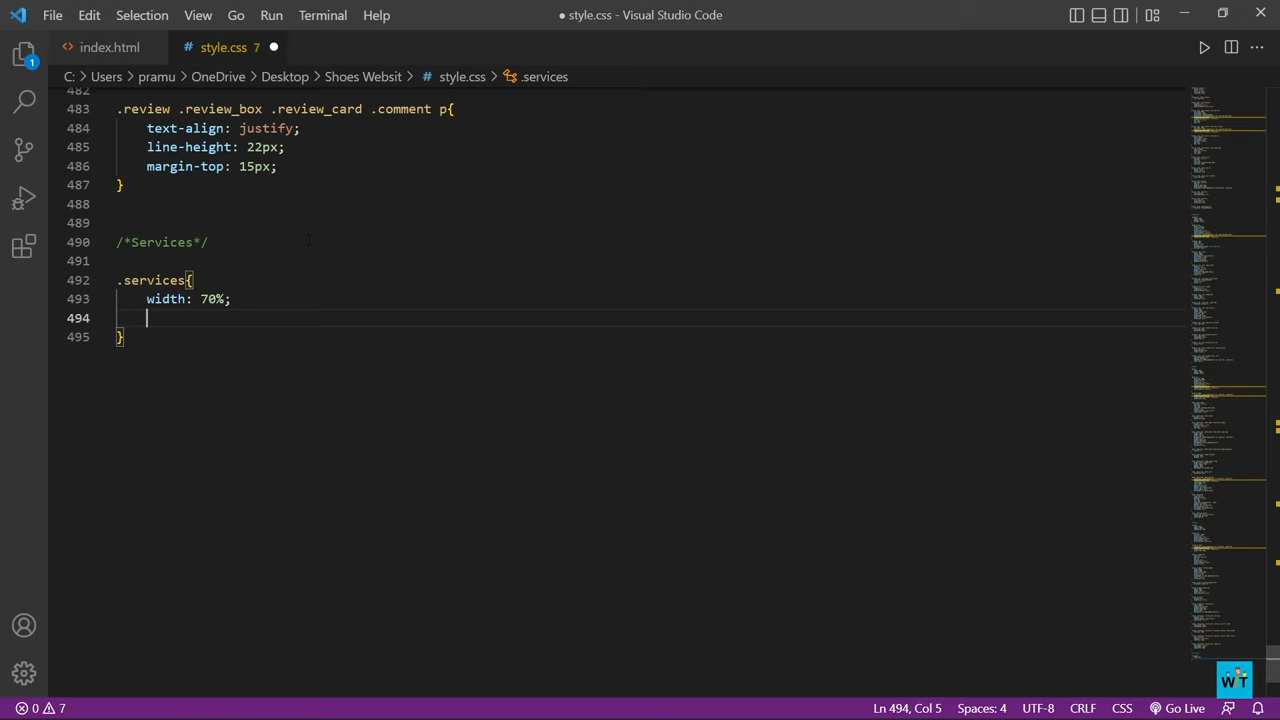 File Edit Selection View Go Run Terminal Help
● style.css - Visual Studio Code
index.html
# style.css 7 ●
C: > Users > pramu > OneDrive > Desktop > Shoes Websit > # style.css > .services
482
483 .review .review_box .review_card .comment p{
484 text-align: justify;
485 line-height: 22px;
486 margin-top: 15px;
487 }
488
489
490 /*Services*/
491
492 .services{
493 width: 70%;
494
495 }
1
WT
0 7
Ln 494, Col 5 Spaces: 4 UTF-8 CRLF CSS Go Live